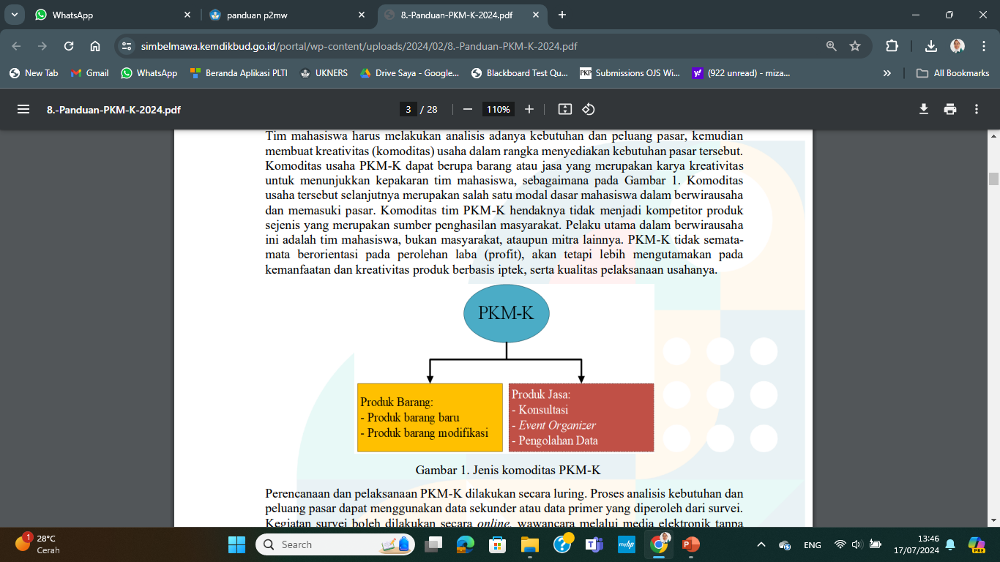 WhatsApp
panduan p2mw
8.-Panduan-PKM-K-2024.pdf
simbelmawa.kemdikbud.go.id/portal/wp-content/uploads/2024/02/8.-Panduan-PKM-K-2024.pdf
New Tab
Gmail
WhatsApp
Beranda Aplikasi PLTI
UKNERS
Drive Saya - Google...
Blackboard Test Qu...
PKP Submissions OJS Wi...
(922 unread) - miza...
All Bookmarks
8.-Panduan-PKM-K-2024.pdf
3 / 28
110%
Tim mahasiswa harus melakukan analisis adanya kebutuhan dan peluang pasar, kemudian
membuat kreativitas (komoditas) usaha dalam rangka menyediakan kebutuhan pasar tersebut.
Komoditas usaha PKM-K dapat berupa barang atau jasa yang merupakan karya kreativitas
untuk menunjukkan kepakaran tim mahasiswa, sebagaimana pada Gambar 1. Komoditas
usaha tersebut selanjutnya merupakan salah satu modal dasar mahasiswa dalam berwirausaha
dan memasuki pasar. Komoditas tim PKM-K hendaknya tidak menjadi kompetitor produk
sejenis yang merupakan sumber penghasilan masyarakat. Pelaku utama dalam berwirausaha
ini adalah tim mahasiswa, bukan masyarakat, ataupun mitra lainnya. PKM-K tidak semata-
mata berorientasi pada perolehan laba (profit), akan tetapi lebih mengutamakan pada
kemanfaatan dan kreativitas produk berbasis iptek, serta kualitas pelaksanaan usahanya.
PKM-K
Produk Barang:
- Produk barang baru
- Produk barang modifikasi
Produk Jasa:
- Konsultasi
- Event Organizer
- Pengolahan Data
Gambar 1. Jenis komoditas PKM-K
Perencanaan dan pelaksanaan PKM-K dilakukan secara luring. Proses analisis kebutuhan dan
peluang pasar dapat menggunakan data sekunder atau data primer yang diperoleh dari survei.
Kegiatan survei boleh dilakukan secara online, wawancara melalui media elektronik tanpa
1
28°C
Cerah
Search
myhp
ENG
13:46
17/07/2024
PRE